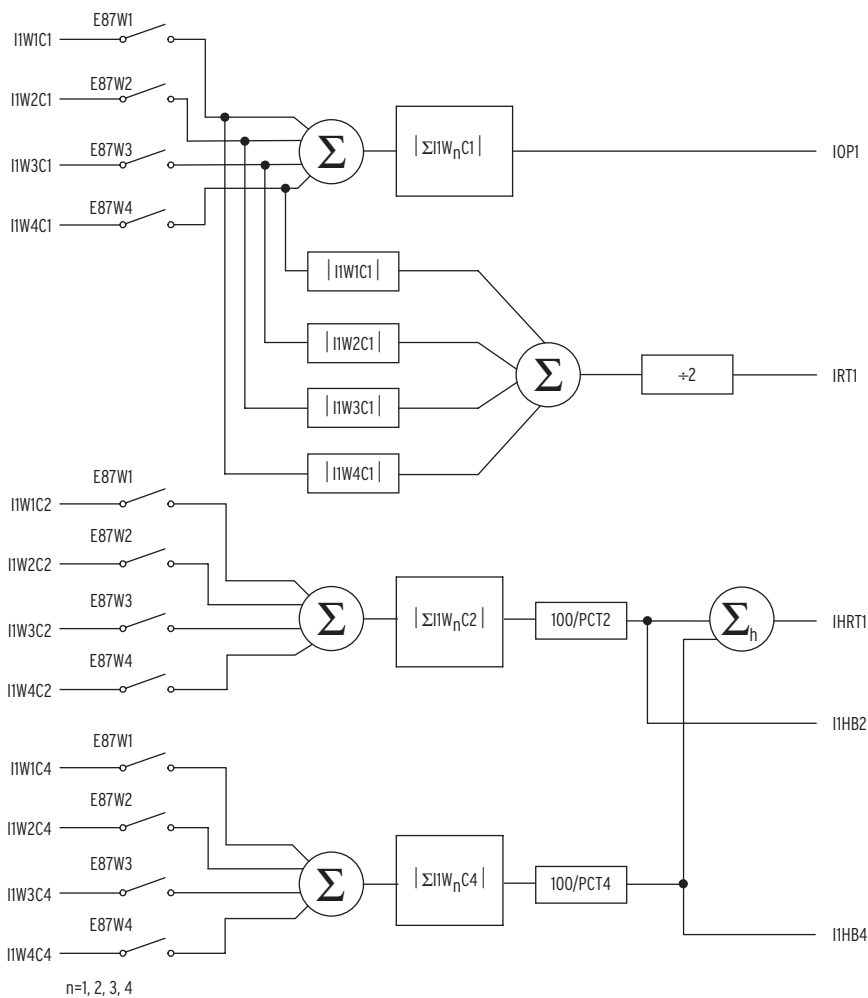 E87W1
I1W1C1
E87W2
I1W2C1
E87W3
I1W3C1
E87W4
I1W4C1
Σ
|ΣI1WnC1|
IOP1
|I1W1C1|
|I1W2C1|
|I1W3C1|
|I1W4C1|
Σ
÷2
IRT1
E87W1
I1W1C2
E87W2
I1W2C2
E87W3
I1W3C2
E87W4
I1W4C2
Σ
|ΣI1WnC2|
100/PCT2
Σh
IHRT1
I1HB2
E87W1
I1W1C4
E87W2
I1W2C4
E87W3
I1W3C4
E87W4
I1W4C4
Σ
|ΣI1WnC4|
100/PCT4
I1HB4
n=1, 2, 3, 4